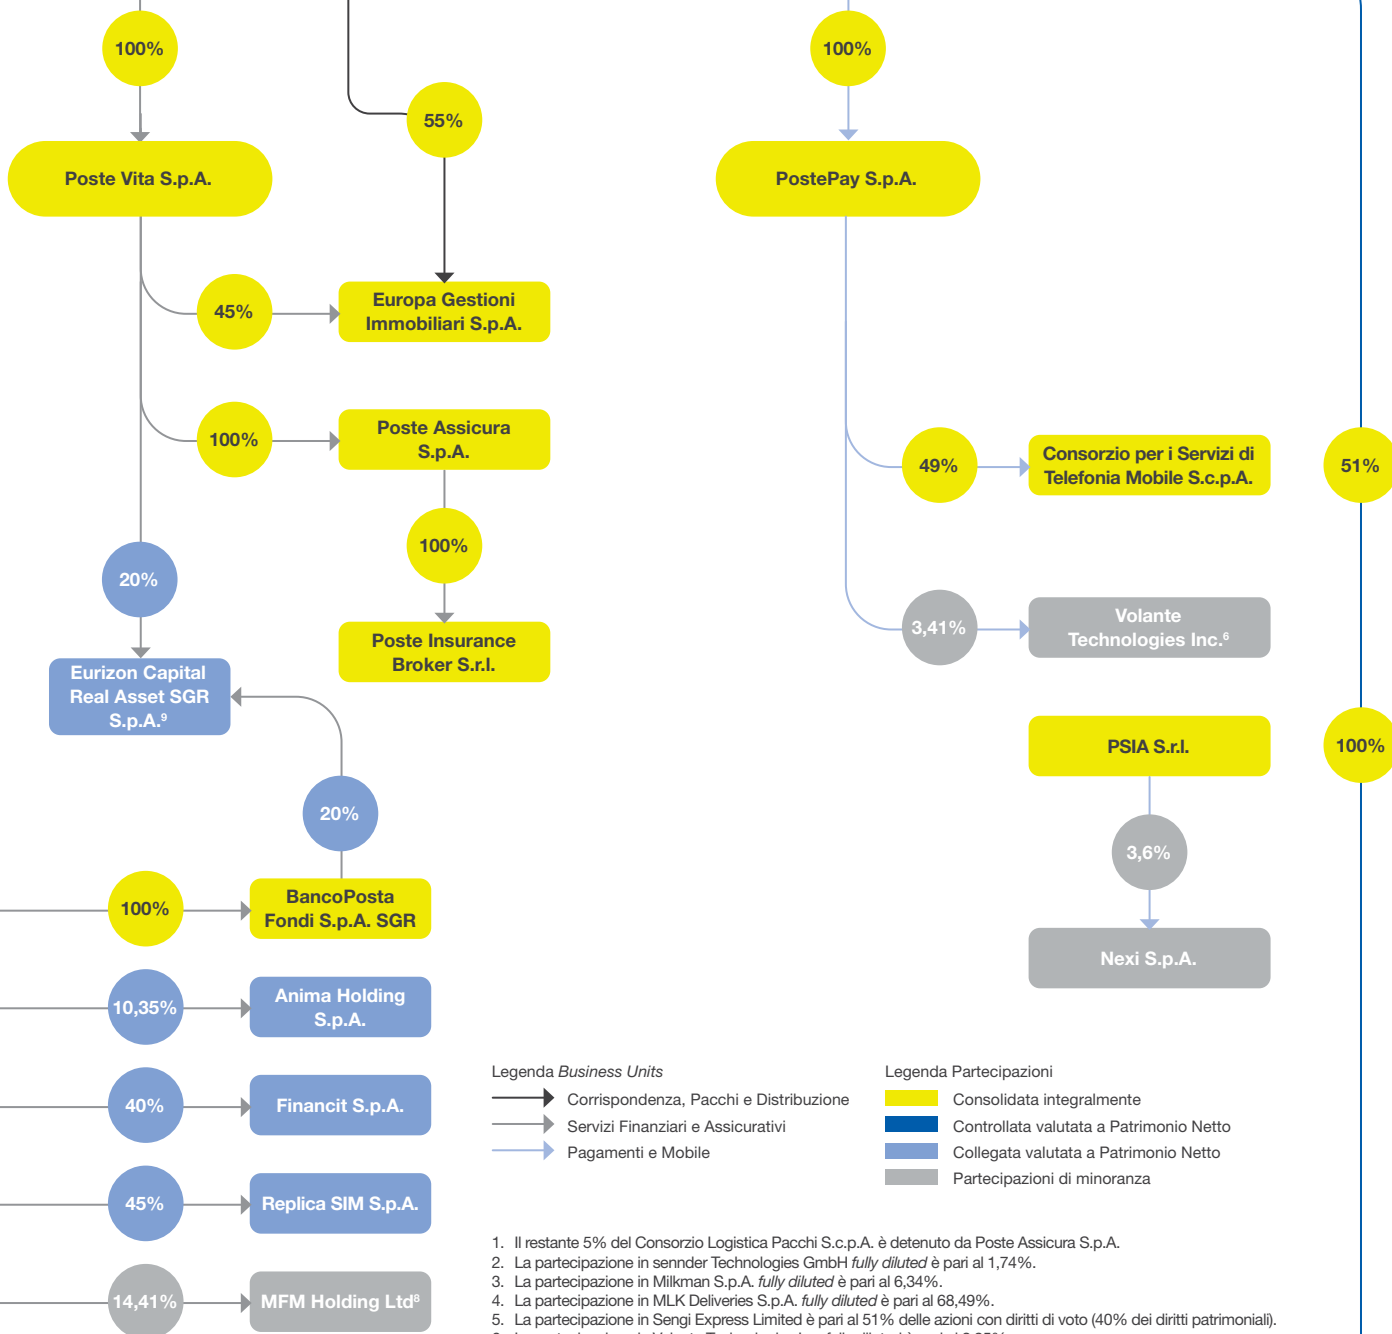 100%
100%
55%
Poste Vita S.p.A.
PostePay S.p.A.
45%
Europa Gestioni
Immobiliari S.p.A.
100%
Poste Assicura
S.p.A.
49%
Consorzio per i Servizi di
Telefonia Mobile S.c.p.A.
51%
100%
20%
Poste Insurance
Broker S.r.l.
3,41%
Volante
Technologies Inc.⁶
Eurizon Capital
Real Asset SGR
S.p.A.⁹
PSIA S.r.l.
100%
20%
3,6%
100%
BancoPosta
Fondi S.p.A. SGR
Nexi S.p.A.
10,35%
Anima Holding
S.p.A.
40%
Financit S.p.A.
45%
Replica SIM S.p.A.
14,41%
MFM Holding Ltd⁸
Legenda Business Units
Corrispondenza, Pacchi e Distribuzione
Servizi Finanziari e Assicurativi
Pagamenti e Mobile
Legenda Partecipazioni
Consolidata integralmente
Controllata valutata a Patrimonio Netto
Collegata valutata a Patrimonio Netto
Partecipazioni di minoranza
1. Il restante 5% del Consorzio Logistica Pacchi S.c.p.A. è detenuto da Poste Assicura S.p.A.
2. La partecipazione in sennder Technologies GmbH fully diluted è pari al 1,74%.
3. La partecipazione in Milkman S.p.A. fully diluted è pari al 6,34%.
4. La partecipazione in MLK Deliveries S.p.A. fully diluted è pari al 68,49%.
5. La partecipazione in Sengi Express Limited è pari al 51% delle azioni con diritti di voto (40% dei diritti patrimoniali).